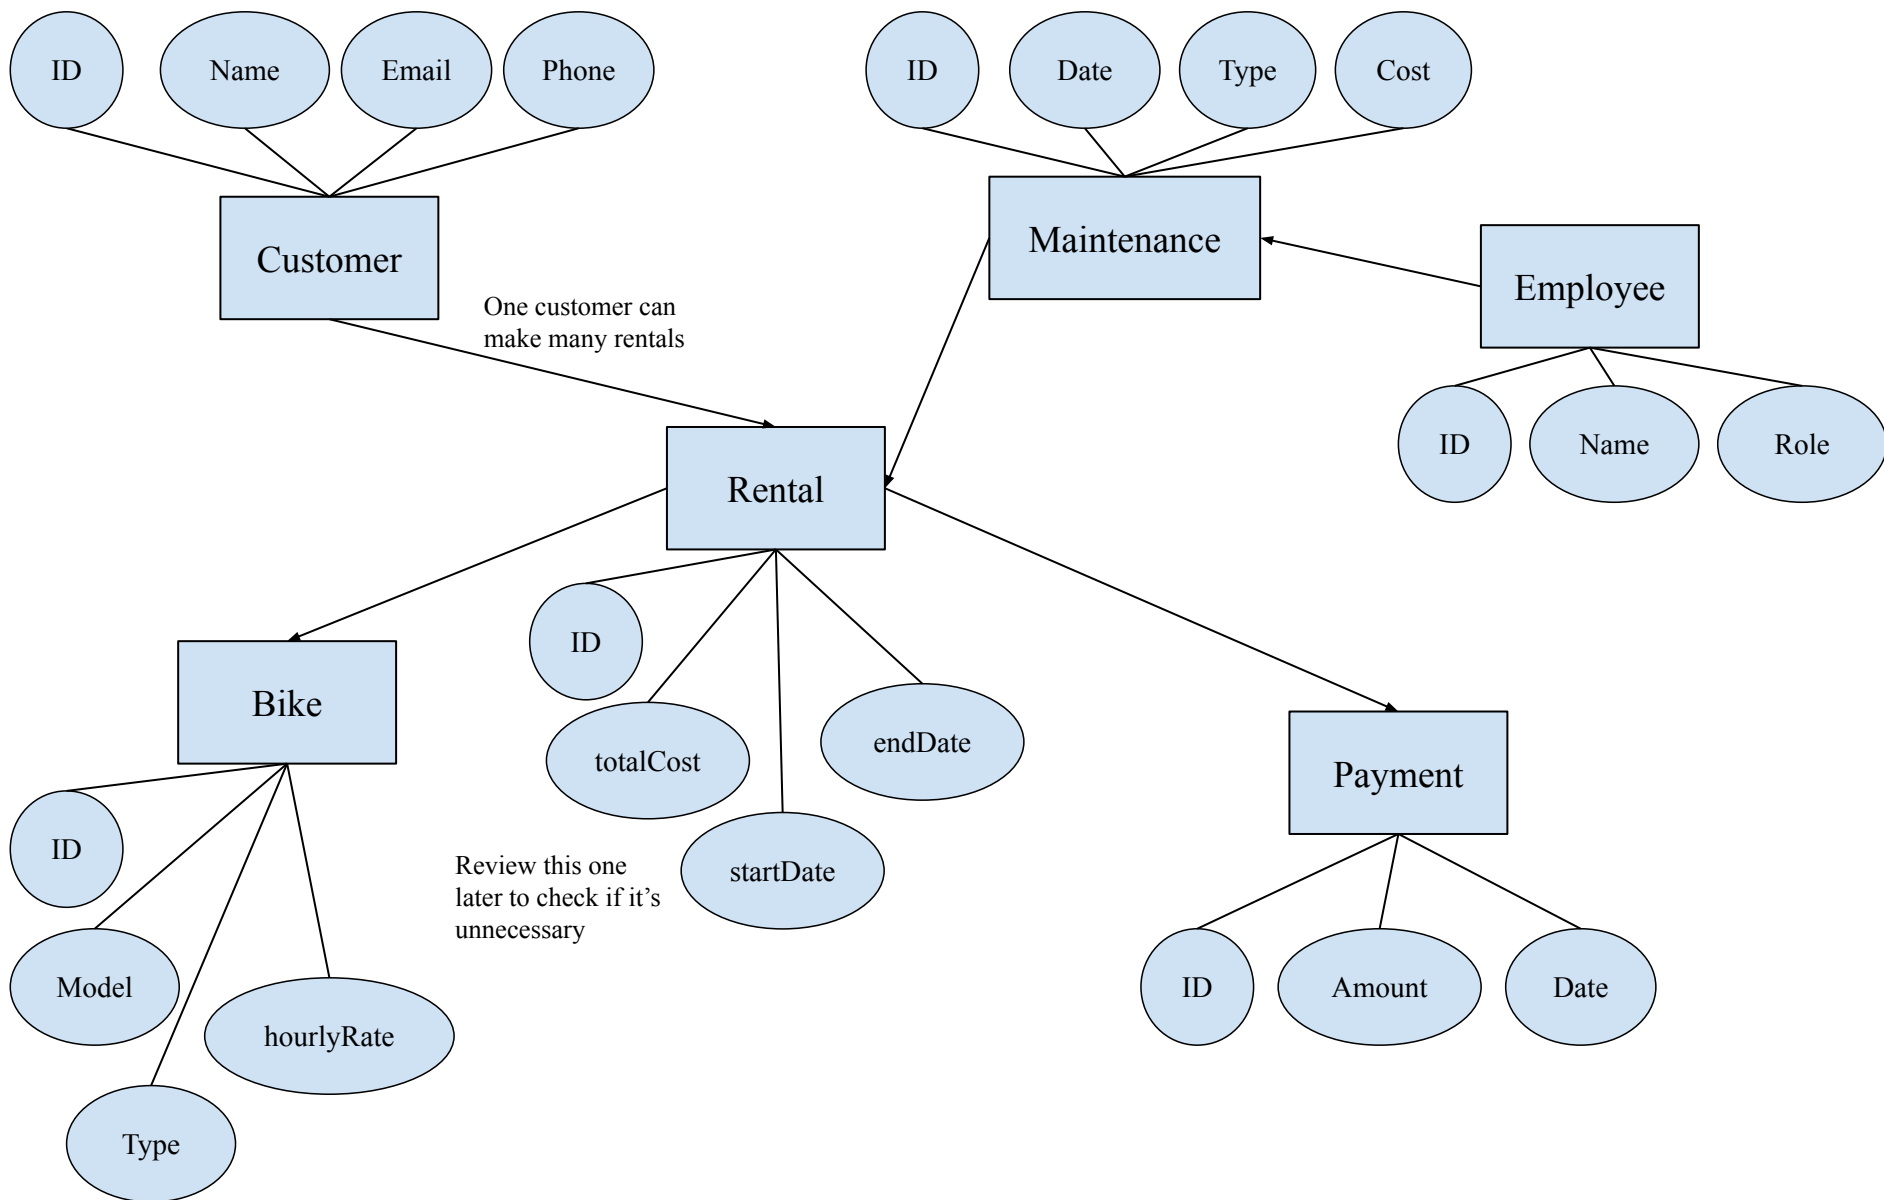 ID
Name
Email
Phone
ID
Date
Type
Cost
Customer
Maintenance
Employee
One customer can
make many rentals
ID
Name
Role
Rental
ID
Bike
totalCost
endDate
Payment
ID
Review this one
later to check if it’s
unnecessary
startDate
Model
hourlyRate
ID
Amount
Date
Type